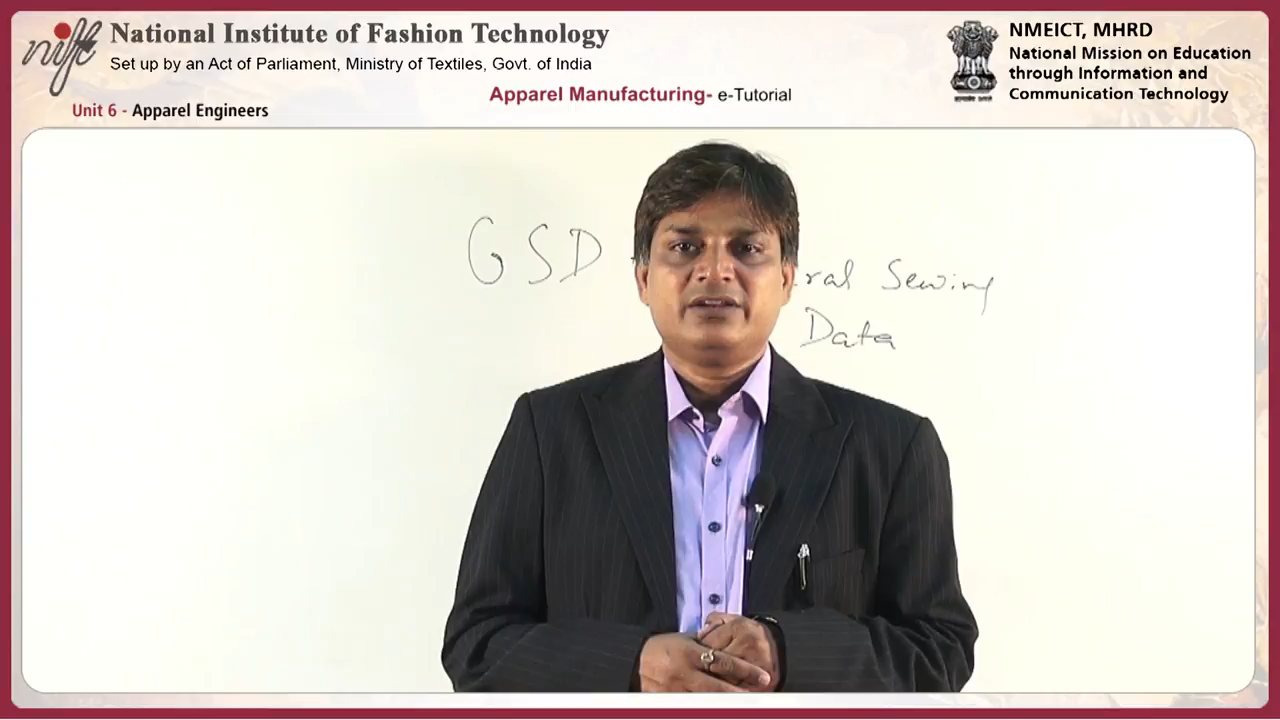 nift
National Institute of Fashion Technology
Set up by an Act of Parliament, Ministry of Textiles, Govt. of India
Unit 6 - Apparel Engineers
Apparel Manufacturing- e-Tutorial
NMEICT, MHRD
National Mission on Education
through Information and
Communication Technology
GSD
ral Sewing
Data